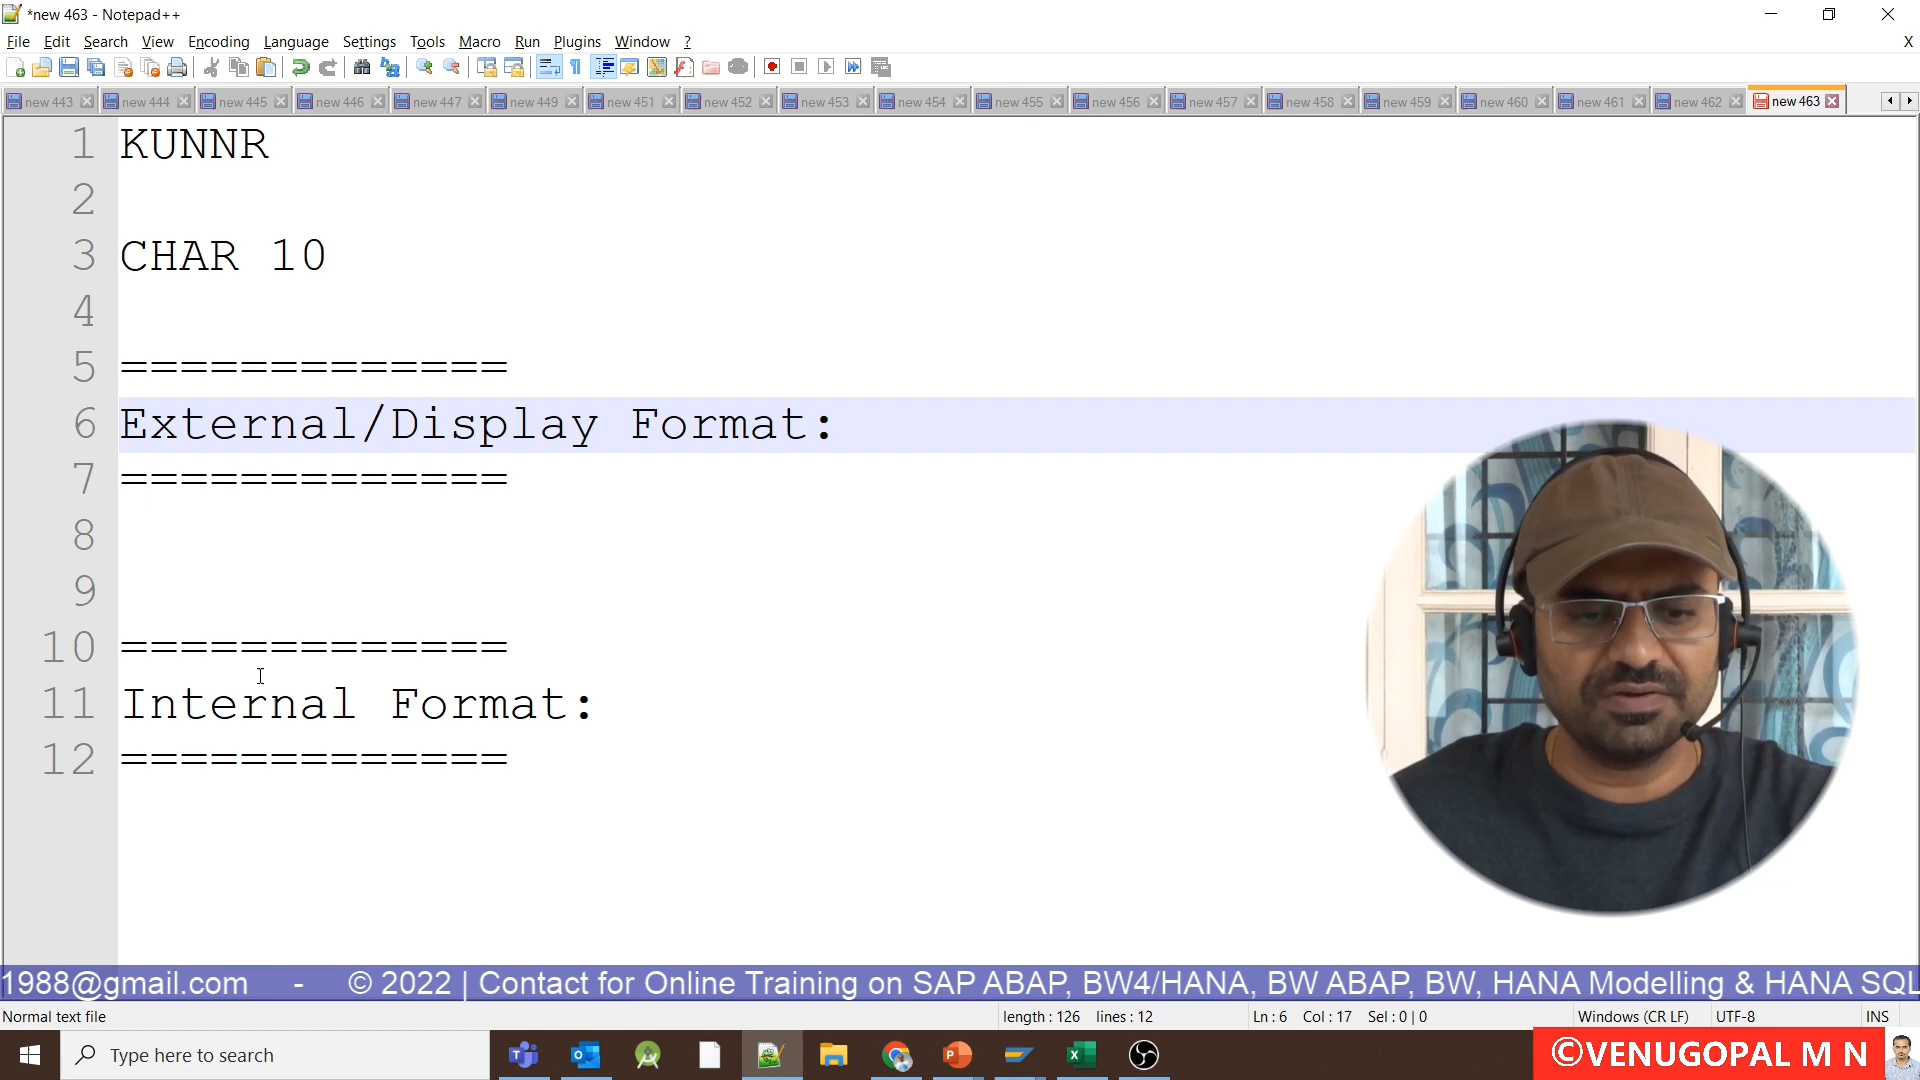 *new 463 - Notepad++
File Edit Search View Encoding Language Settings Tools Macro Run Plugins Window ? X
new 443 new 444 new 445 new 446 new 447 new 449 new 451 new 452 new 453 new 454 new 455 new 456 new 457 new 458 new 459 new 460 new 461 new 462 new 463
1 KUNNR
2
3 CHAR 10
4
5 =============
6 External/Display Format:
7 =============
8
9
10 =============
11 Internal Format:
12 =============
1988@gmail.com - © 2022 | Contact for Online Training on SAP ABAP, BW4/HANA, BW ABAP, BW, HANA Modelling & HANA SQL
Normal text file length : 126 lines : 12 Ln : 6 Col : 17 Sel : 0 | 0 Windows (CR LF) UTF-8 INS
Type here to search
©VENUGOPAL M N